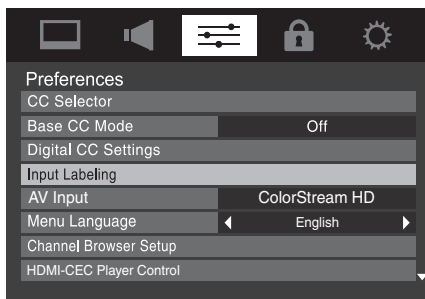 Preferences
CC Selector
Base CC Mode Off
Digital CC Settings
Input Labeling
AV Input ColorStream HD
Menu Language English
Channel Browser Setup
HDMI-CEC Player Control